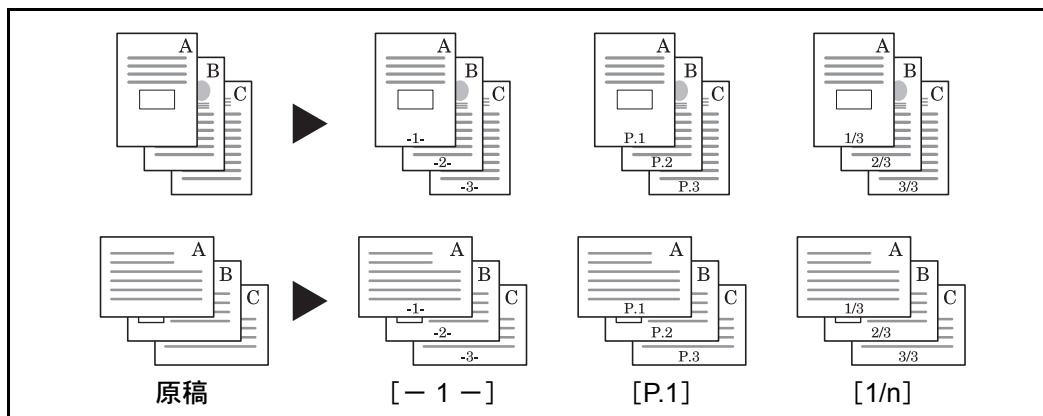 A A A A
B B B B
C C C C
-1- P.1 1/3
-2- P.2 2/3
-3- P.3 3/3
A A A A
B B B B
C C C C
-1- P.1 1/3
-2- P.2 2/3
-3- P.3 3/3
原稿 [－ 1 －] [P.1] [1/n]